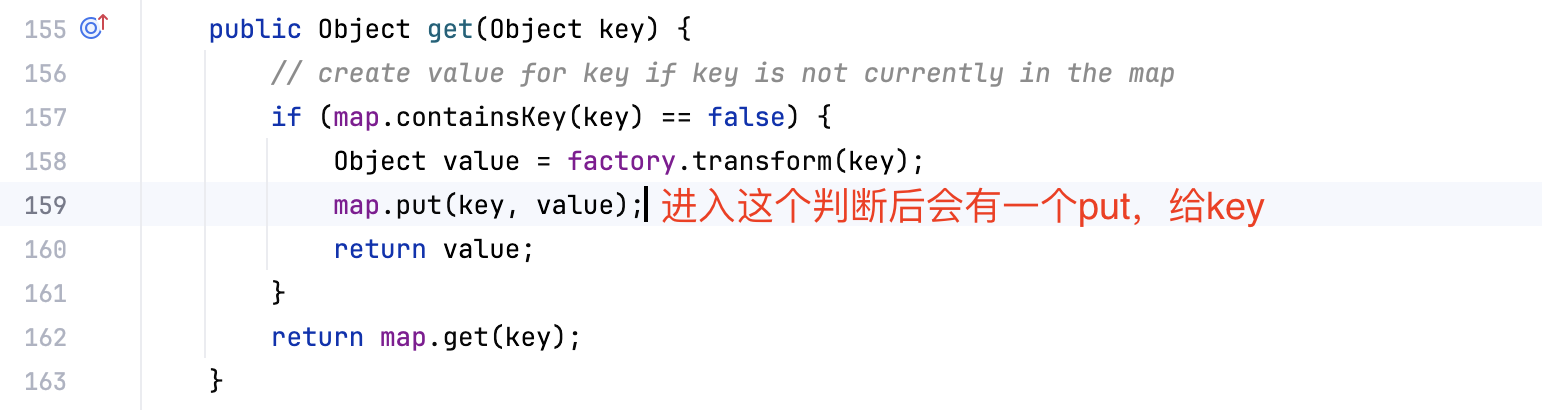 155 public Object get(Object key) {
156 // create value for key if key is not currently in the map
157 if (map.containsKey(key) == false) {
158 Object value = factory.transform(key);
159 map.put(key, value); 进入这个判断后会有一个put，给key
160 return value;
161 }
162 return map.get(key);
163 }